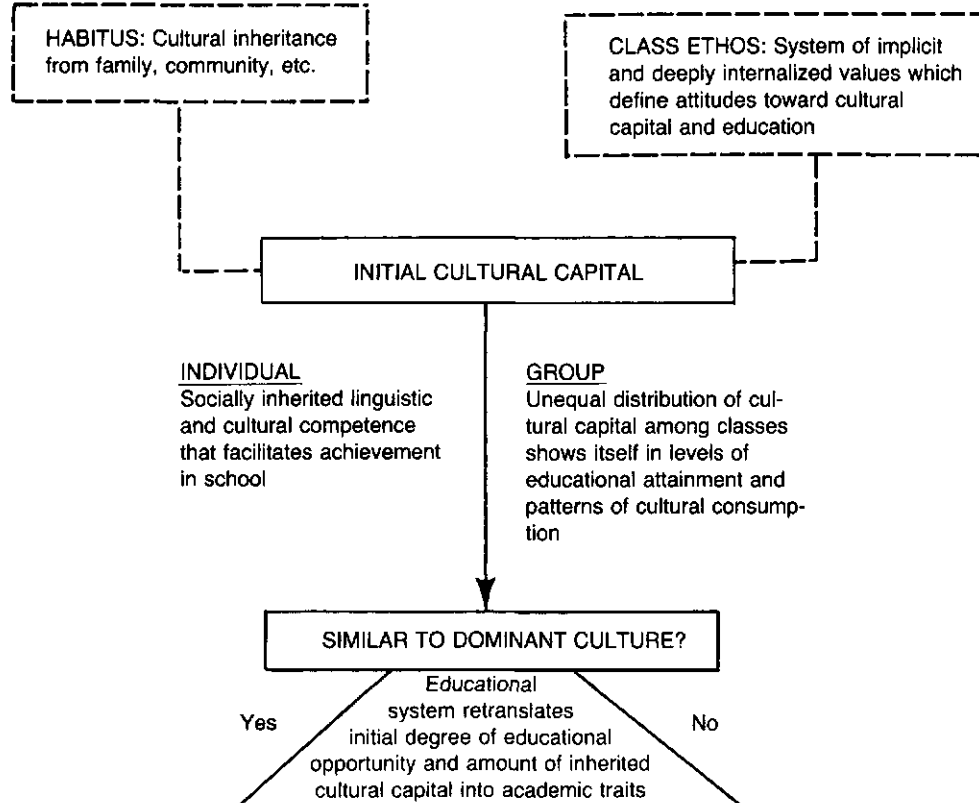 HABITUS: Cultural inheritance
from family, community, etc.
CLASS ETHOS: System of implicit
and deeply internalized values which
define attitudes toward cultural
capital and education
INITIAL CULTURAL CAPITAL
INDIVIDUAL
Socially inherited linguistic
and cultural competence
that facilitates achievement
in school
GROUP
Unequal distribution of cul-
tural capital among classes
shows itself in levels of
educational attainment and
patterns of cultural consump-
tion
SIMILAR TO DOMINANT CULTURE?
Yes
No
Educational
system retranslates
initial degree of educational
opportunity and amount of inherited
cultural capital into academic traits